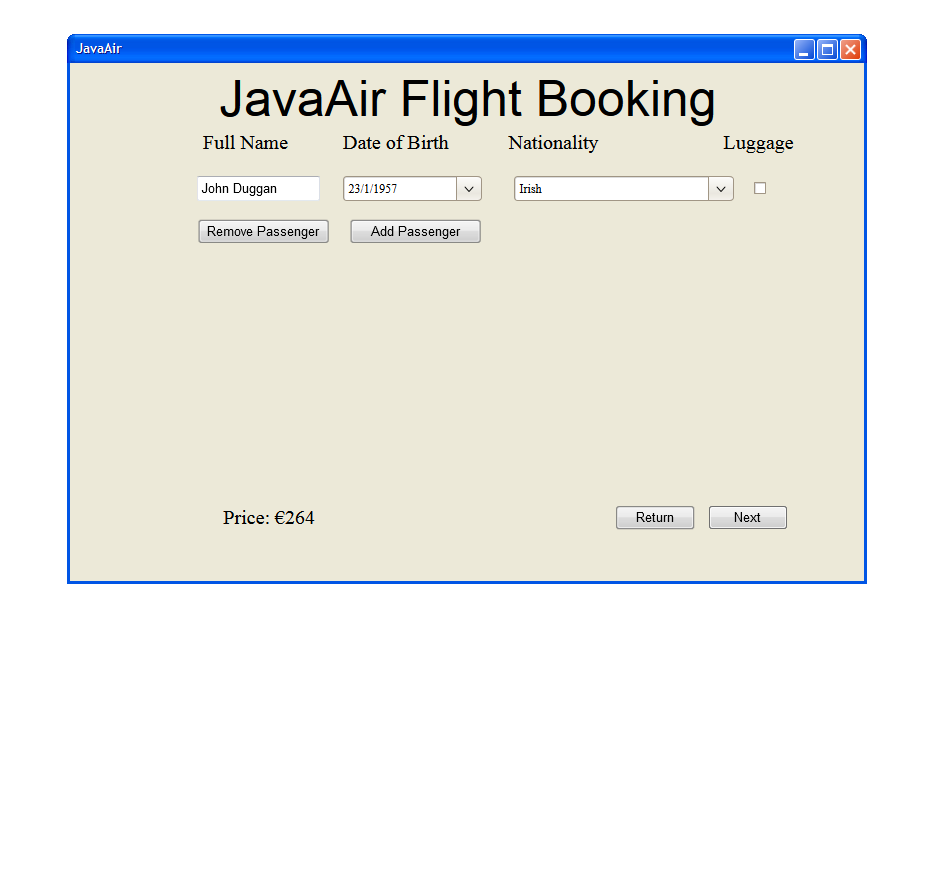 JavaAir
JavaAir Flight Booking
Full Name Date of Birth Nationality Luggage
John Duggan 23/1/1957 Irish
Remove Passenger Add Passenger
Price: €264 Return Next